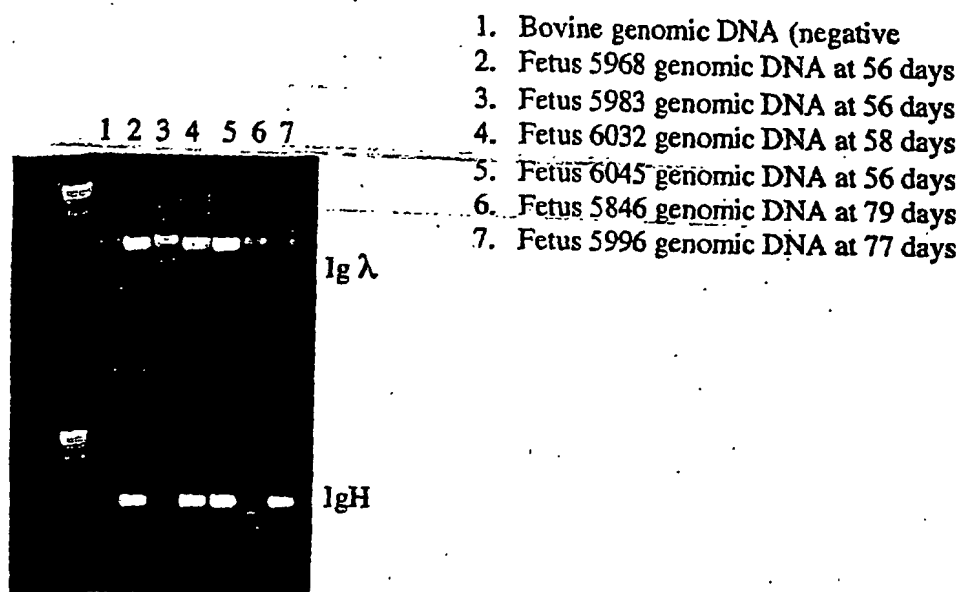 1. Bovine genomic DNA (negative
2. Fetus 5968 genomic DNA at 56 days
3. Fetus 5983 genomic DNA at 56 days
4. Fetus 6032 genomic DNA at 58 days
5. Fetus 6045 genomic DNA at 56 days
6. Fetus 5846 genomic DNA at 79 days
7. Fetus 5996 genomic DNA at 77 days
1 2 3 4 5 6 7
Ig λ
IgH